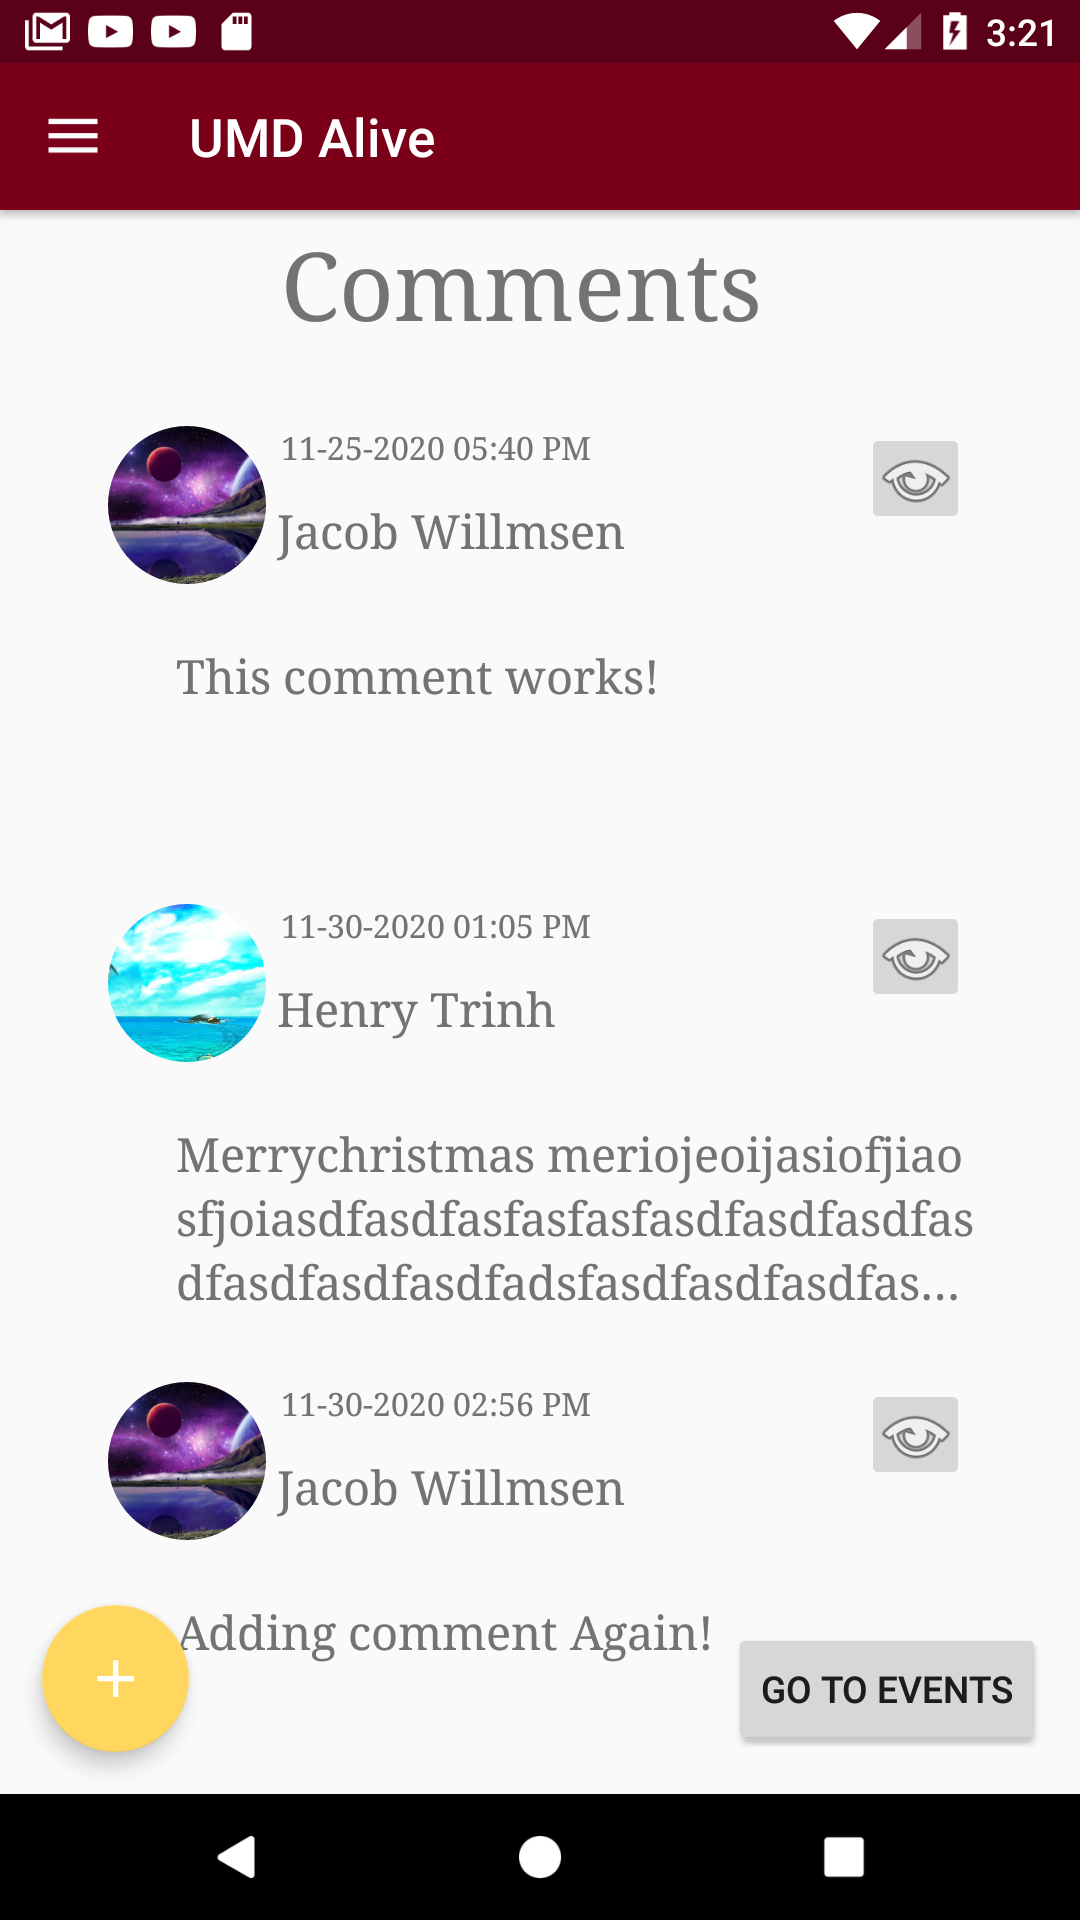 3:21
UMD Alive
Comments
11-25-2020 05:40 PM
Jacob Willmsen
This comment works!
11-30-2020 01:05 PM
Henry Trinh
Merrychristmas meriojeoijasiofjiao
sfjoiasdfasdfasfasfasfasdfasdfasdfas
dfasdfasdfasdfadsfasdfasdfasdfas...
11-30-2020 02:56 PM
Jacob Willmsen
Adding comment Again!
GO TO EVENTS